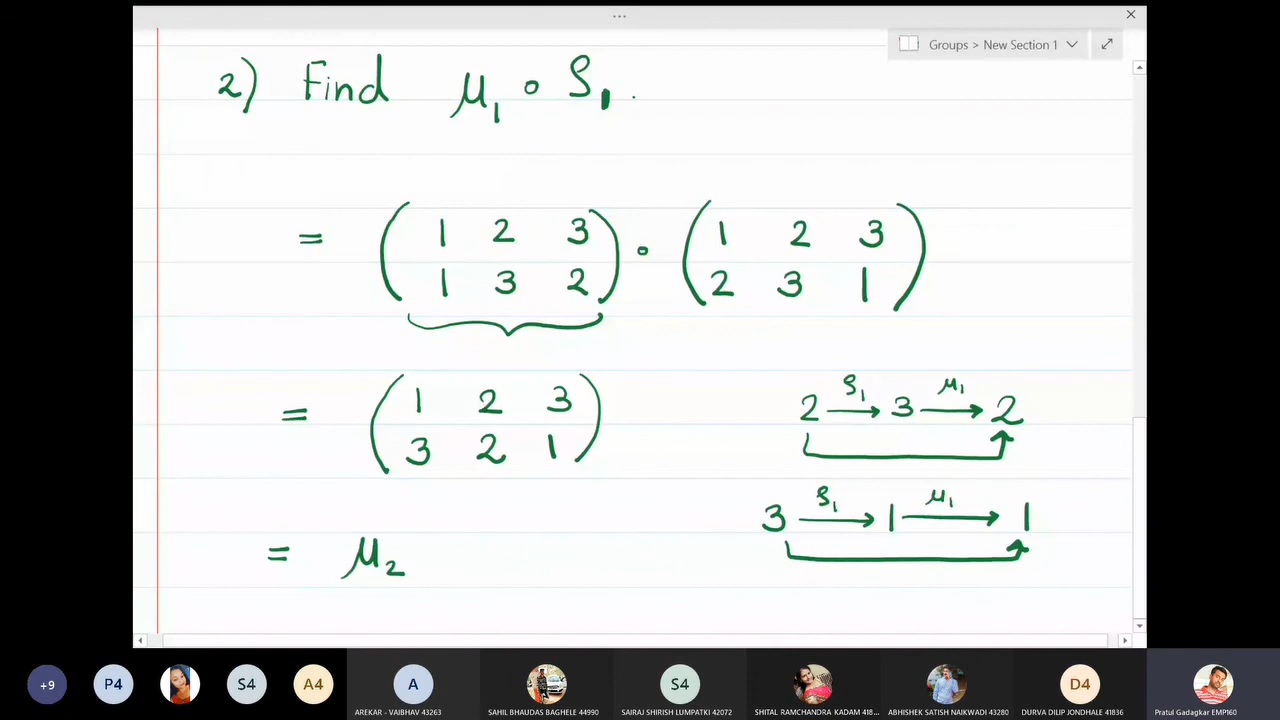 Groups > New Section 1
2) Find μ₁ ∘ ρ₁.
= ( 1 2 3 ) ∘ ( 1 2 3 )
( 1 3 2 ) ( 2 3 1 )
= ( 1 2 3 )
( 3 2 1 )
2 →ρ₁ 3 →μ₁ 2
3 →ρ₁ 1 →μ₁ 1
= μ₂
+9 P4 S4 A4 A S4 D4
AREKAR - VAIBHAV 43263
SAHIL BHAUDAS BAGHELE 44990
SAIRAJ SHIRISH LUMPATKI 42072
SHITAL RAMCHANDRA KADAM 418...
ABHISHEK SATISH NAIKWADI 43280
DURVA DILIP JONDHALE 41836
Pratul Gadagkar EMP160